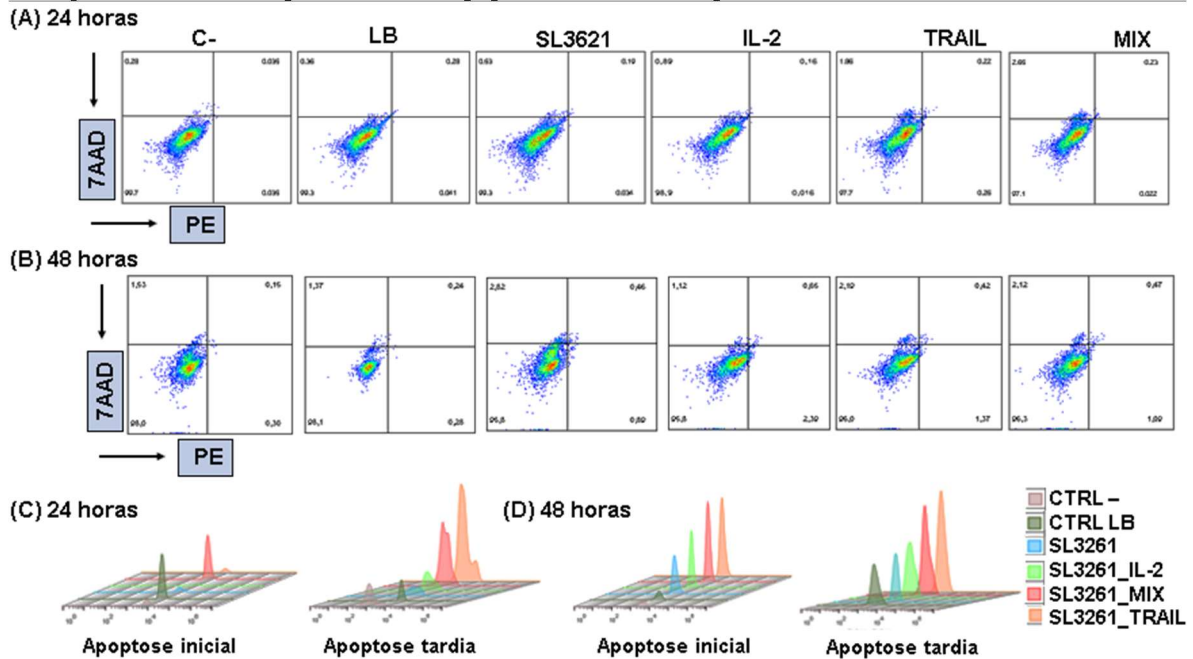 (A) 24 horas
C-
LB
SL3621
IL-2
TRAIL
MIX
0.28
0.036
0.36
0.28
0.63
0.19
0,89
0,16
1.86
0.22
2.66
0.23
7AAD
99.7
0.036
99.3
0.041
99.3
0.034
98,9
0,016
97.7
0.26
97.1
0.022
PE
(B) 48 horas
1,53
0,15
1,37
0,24
2,82
0,46
1,12
0,65
2,19
0,42
2,12
0,47
7AAD
98,0
0,30
98,1
0,28
95,8
0,89
95,8
2,39
96,0
1,37
96,3
1,09
PE
(C) 24 horas
(D) 48 horas
CTRL –
CTRL LB
SL3261
SL3261_IL-2
SL3261_MIX
SL3261_TRAIL
Apoptose inicial
Apoptose tardia
Apoptose inicial
Apoptose tardia